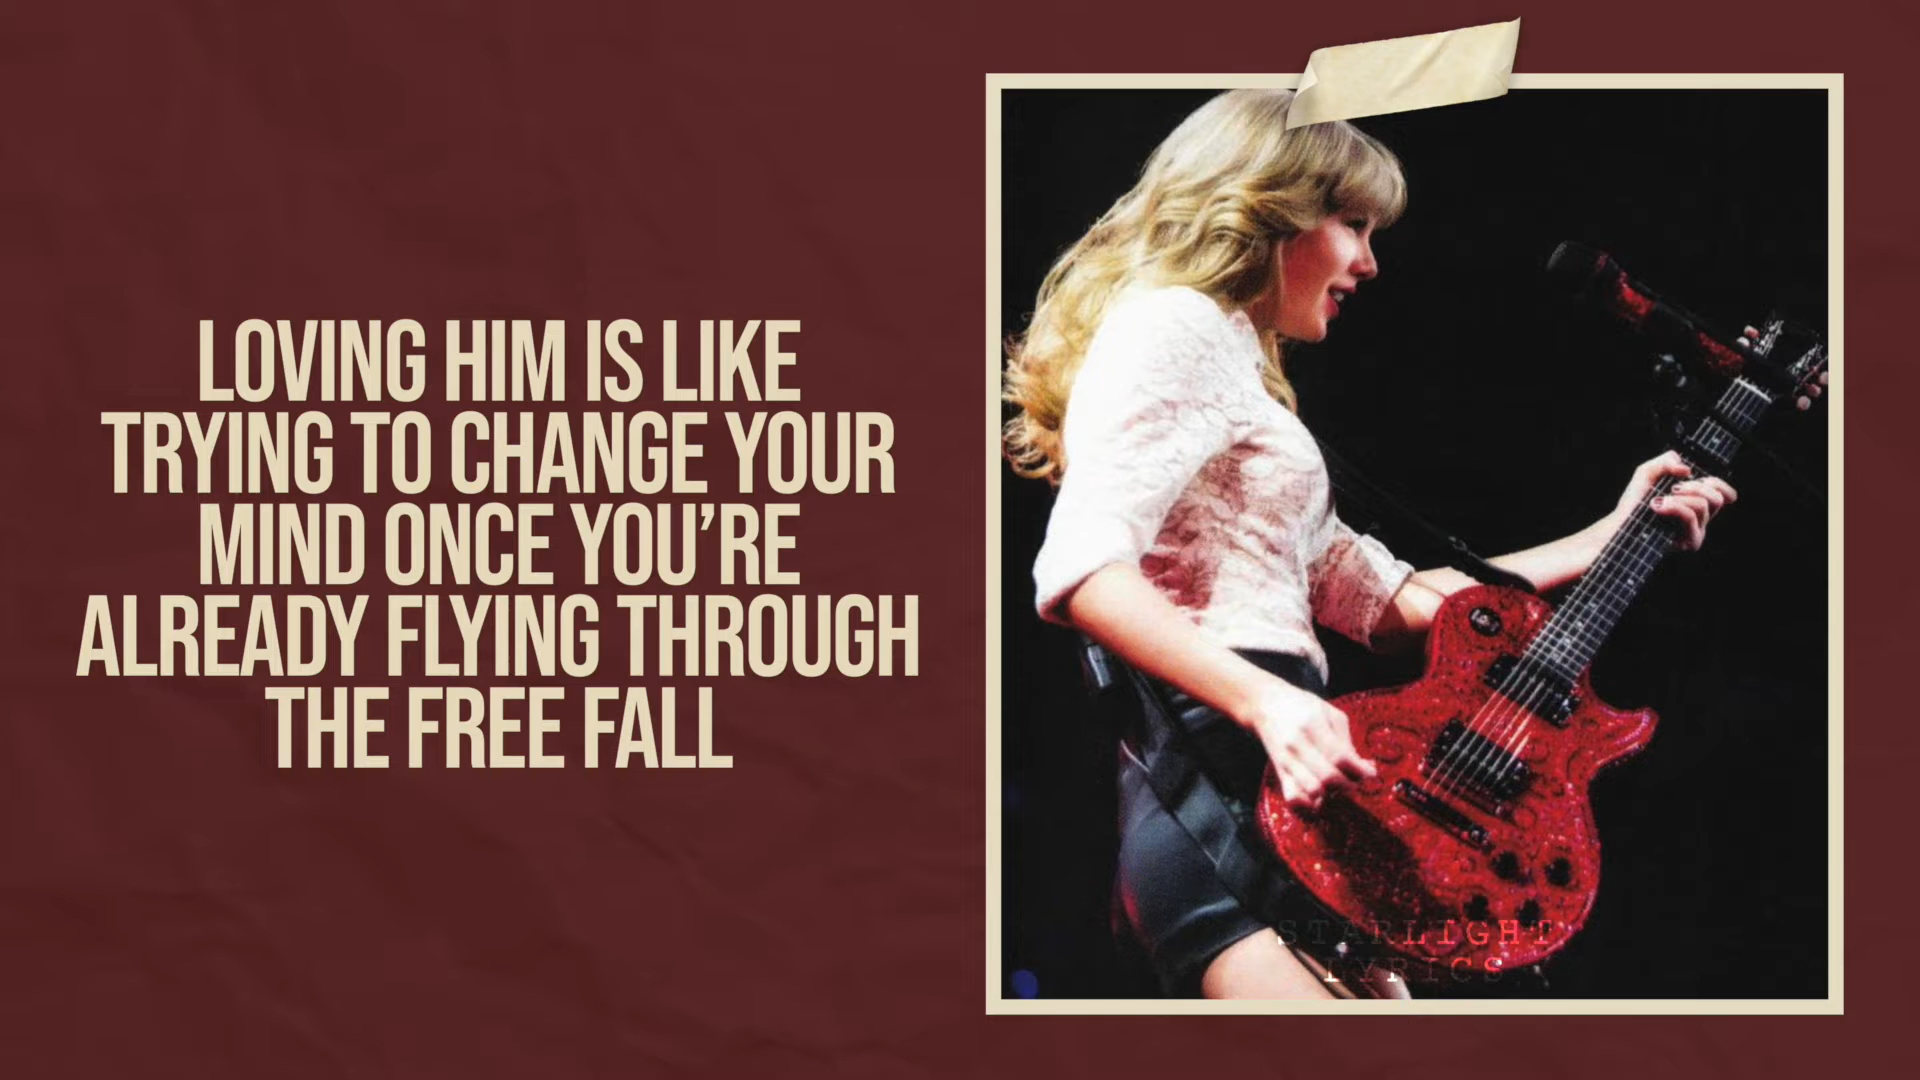 LOVING HIM IS LIKE
TRYING TO CHANGE YOUR
MIND ONCE YOU'RE
ALREADY FLYING THROUGH
THE FREE FALL
STARLIGHT
LYRICS